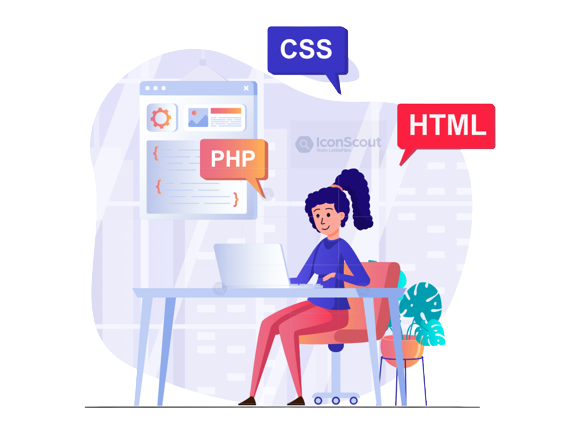 CSS
HTML
IconScout
PHP
{
{
}